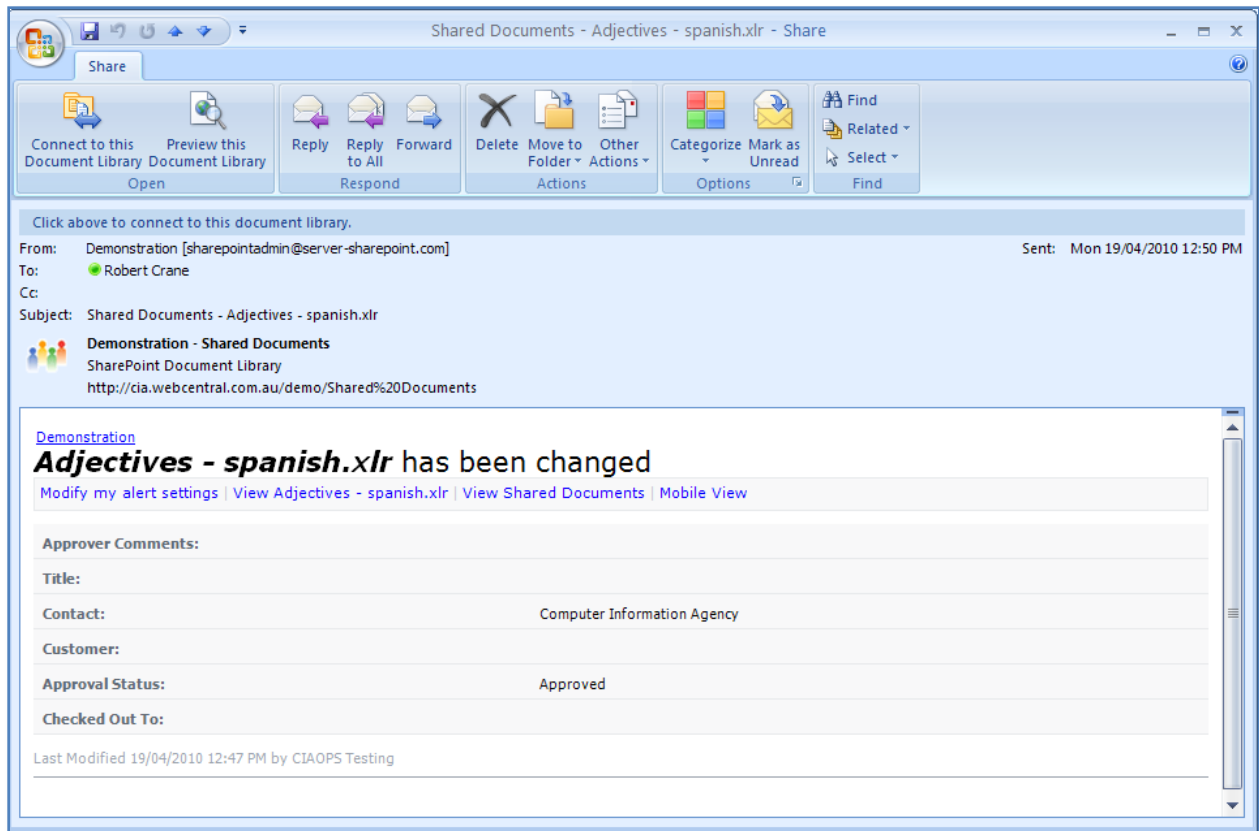 Shared Documents - Adjectives - spanish.xlr - Share
Share
Connect to this Document Library
Preview this Document Library
Open
Reply
Reply to All
Forward
Respond
Delete
Move to Folder
Other Actions
Actions
Categorize
Mark as Unread
Options
Find
Related
Select
Find
Click above to connect to this document library.
From: Demonstration [sharepointadmin@server-sharepoint.com]
Sent: Mon 19/04/2010 12:50 PM
To: Robert Crane
Cc:
Subject: Shared Documents - Adjectives - spanish.xlr
Demonstration - Shared Documents
SharePoint Document Library
http://cia.webcentral.com.au/demo/Shared%20Documents
Demonstration
Adjectives - spanish.xlr has been changed
Modify my alert settings | View Adjectives - spanish.xlr | View Shared Documents | Mobile View
Approver Comments:
Title:
Contact: Computer Information Agency
Customer:
Approval Status: Approved
Checked Out To:
Last Modified 19/04/2010 12:47 PM by CIAOPS Testing